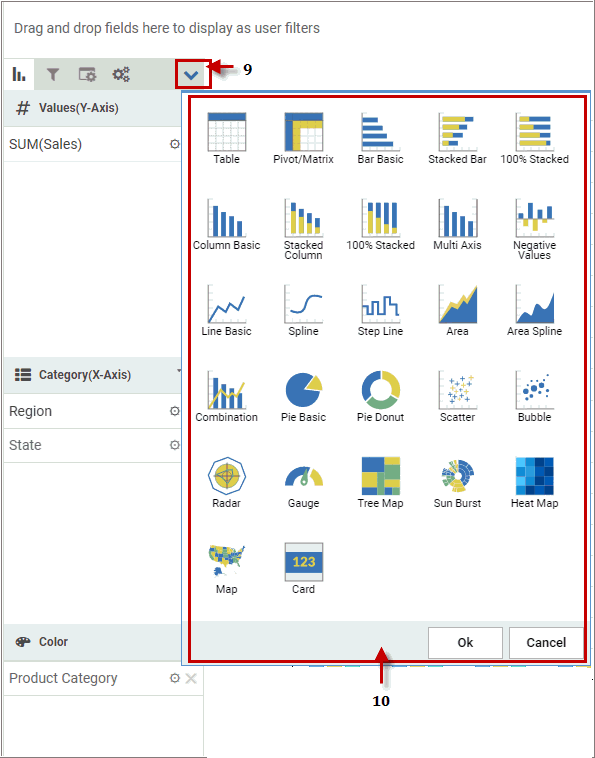 Drag and drop fields here to display as user filters
9
Values(Y-Axis)
SUM(Sales)
Table Pivot/Matrix Bar Basic Stacked Bar 100% Stacked
Column Basic Stacked Column 100% Stacked Multi Axis Negative Values
Line Basic Spline Step Line Area Area Spline
Category(X-Axis)
Region
State
Combination Pie Basic Pie Donut Scatter Bubble
Radar Gauge Tree Map Sun Burst Heat Map
123
Map Card
Color
Product Category
Ok Cancel
10